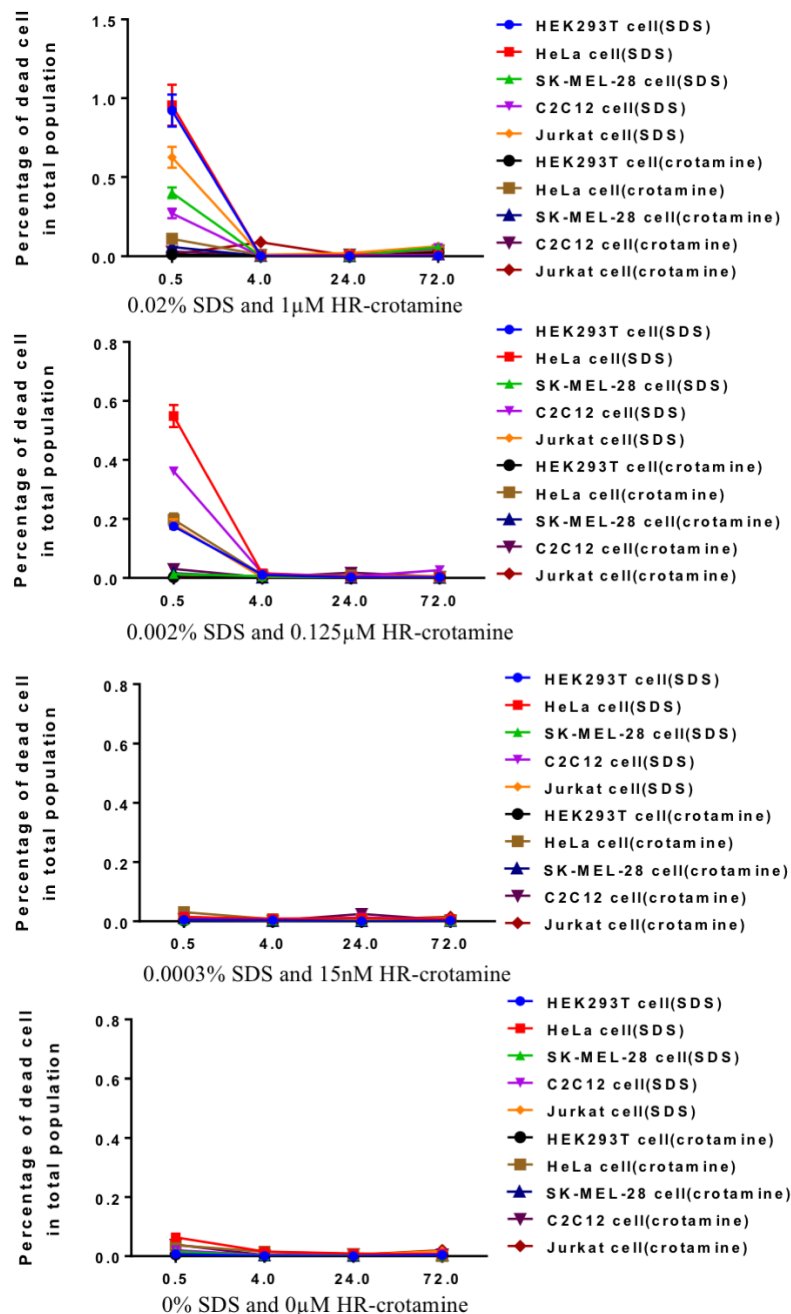 Percentage of dead cell
in total population
1.5
1.0
0.5
0.0
0.5 4.0 24.0 72.0
HEK293T cell(SDS)
HeLa cell(SDS)
SK-MEL-28 cell(SDS)
C2C12 cell(SDS)
Jurkat cell(SDS)
HEK293T cell(crotamine)
HeLa cell(crotamine)
SK-MEL-28 cell(crotamine)
C2C12 cell(crotamine)
Jurkat cell(crotamine)
0.02% SDS and 1µM HR-crotamine
Percentage of dead cell
in total population
0.8
0.6
0.4
0.2
0.0
0.5 4.0 24.0 72.0
HEK293T cell(SDS)
HeLa cell(SDS)
SK-MEL-28 cell(SDS)
C2C12 cell(SDS)
Jurkat cell(SDS)
HEK293T cell(crotamine)
HeLa cell(crotamine)
SK-MEL-28 cell(crotamine)
C2C12 cell(crotamine)
Jurkat cell(crotamine)
0.002% SDS and 0.125µM HR-crotamine
Percentage of dead cell
in total population
0.8
0.6
0.4
0.2
0.0
0.5 4.0 24.0 72.0
HEK293T cell(SDS)
HeLa cell(SDS)
SK-MEL-28 cell(SDS)
C2C12 cell(SDS)
Jurkat cell(SDS)
HEK293T cell(crotamine)
HeLa cell(crotamine)
SK-MEL-28 cell(crotamine)
C2C12 cell(crotamine)
Jurkat cell(crotamine)
0.0003% SDS and 15nM HR-crotamine
Percentage of dead cell
in total population
0.8
0.6
0.4
0.2
0.0
0.5 4.0 24.0 72.0
HEK293T cell(SDS)
HeLa cell(SDS)
SK-MEL-28 cell(SDS)
C2C12 cell(SDS)
Jurkat cell(SDS)
HEK293T cell(crotamine)
HeLa cell(crotamine)
SK-MEL-28 cell(crotamine)
C2C12 cell(crotamine)
Jurkat cell(crotamine)
0% SDS and 0µM HR-crotamine